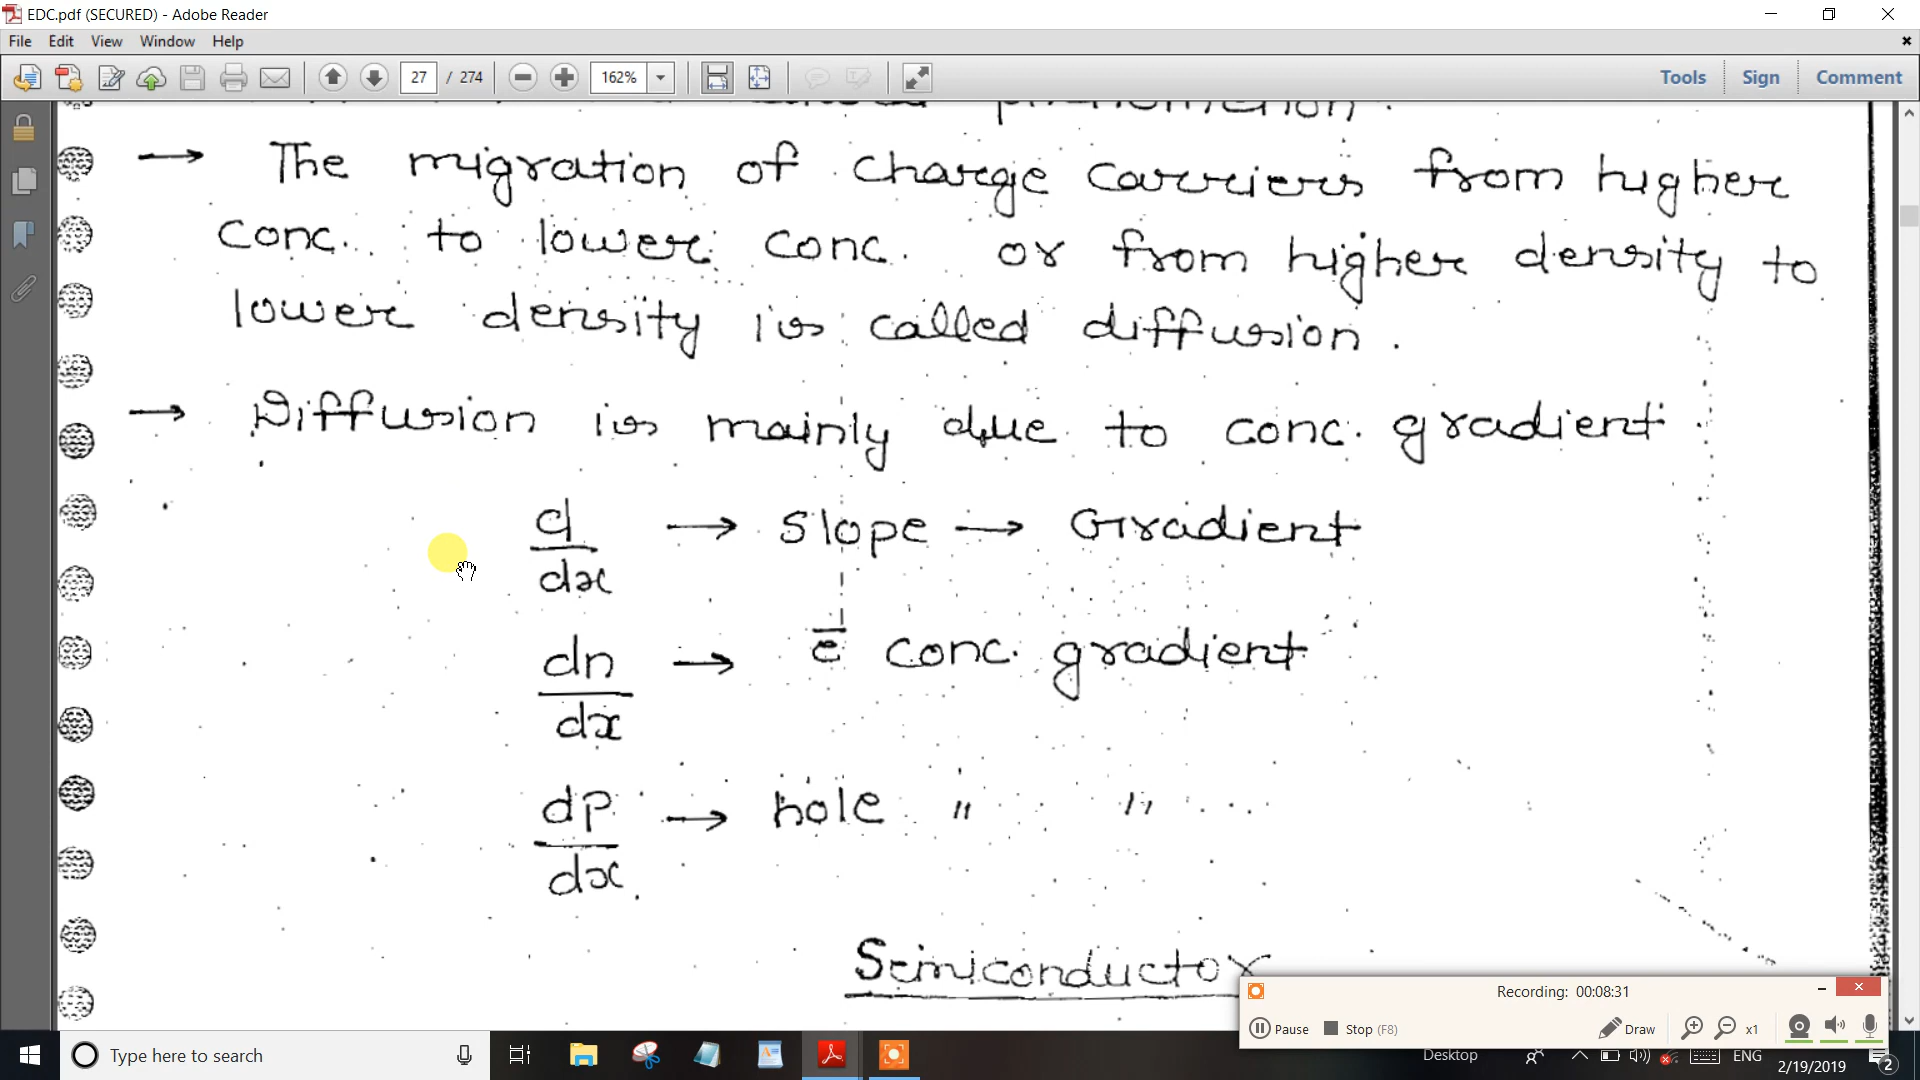 EDC.pdf (SECURED) - Adobe Reader
File Edit View Window Help
27 / 274 162% Tools Sign Comment
→ The migration of charge carriers from higher
conc. to lower conc. or from higher density to
lower density is called diffusion.
→ Diffusion is mainly due to conc. gradient
d/dx → Slope → Gradient
dn/dx → e̅ conc. gradient
dp/dx → hole " "
Semiconductor
Recording: 00:08:31
Pause Stop (F8) Draw x1
Type here to search
Desktop ENG 2/19/2019 2